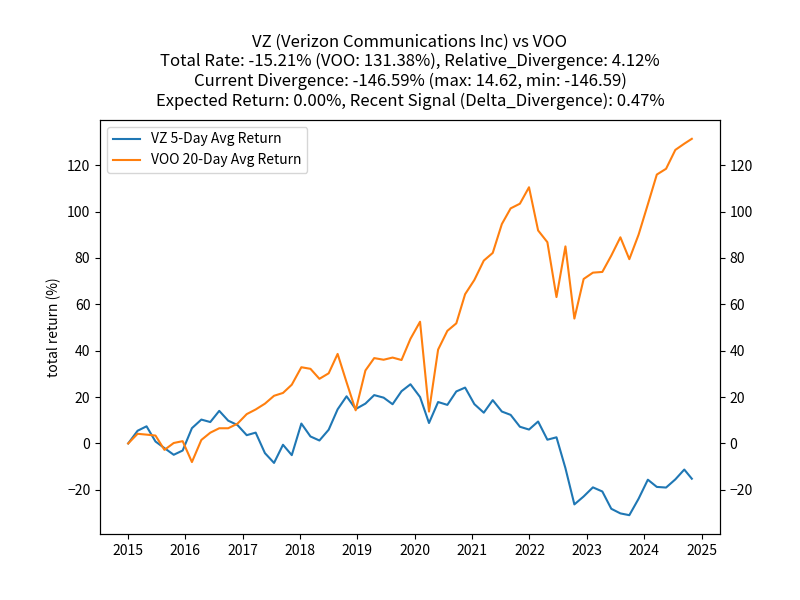 VZ (Verizon Communications Inc) vs VOO
Total Rate: -15.21% (VOO: 131.38%), Relative_Divergence: 4.12%
Current Divergence: -146.59% (max: 14.62, min: -146.59)
Expected Return: 0.00%, Recent Signal (Delta_Divergence): 0.47%
VZ 5-Day Avg Return
VOO 20-Day Avg Return
total return (%)
120
100
80
60
40
20
0
−20
120
100
80
60
40
20
0
−20
2015 2016 2017 2018 2019 2020 2021 2022 2023 2024 2025